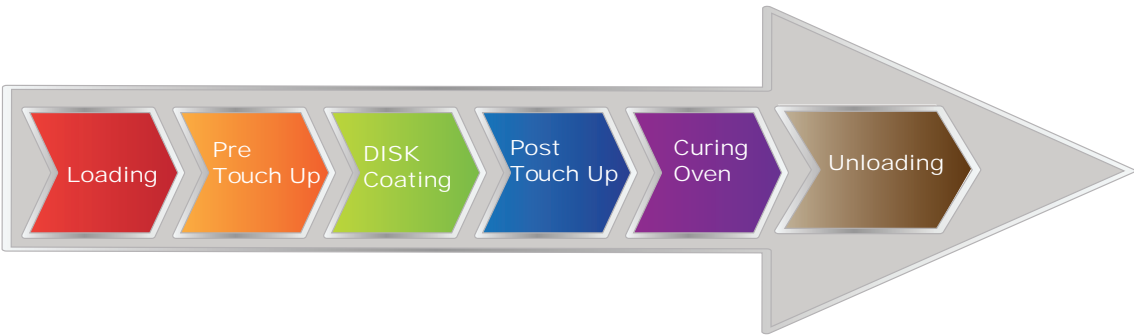 Loading
Pre
Touch Up
DISK
Coating
Post
Touch Up
Curing
Oven
Unloading